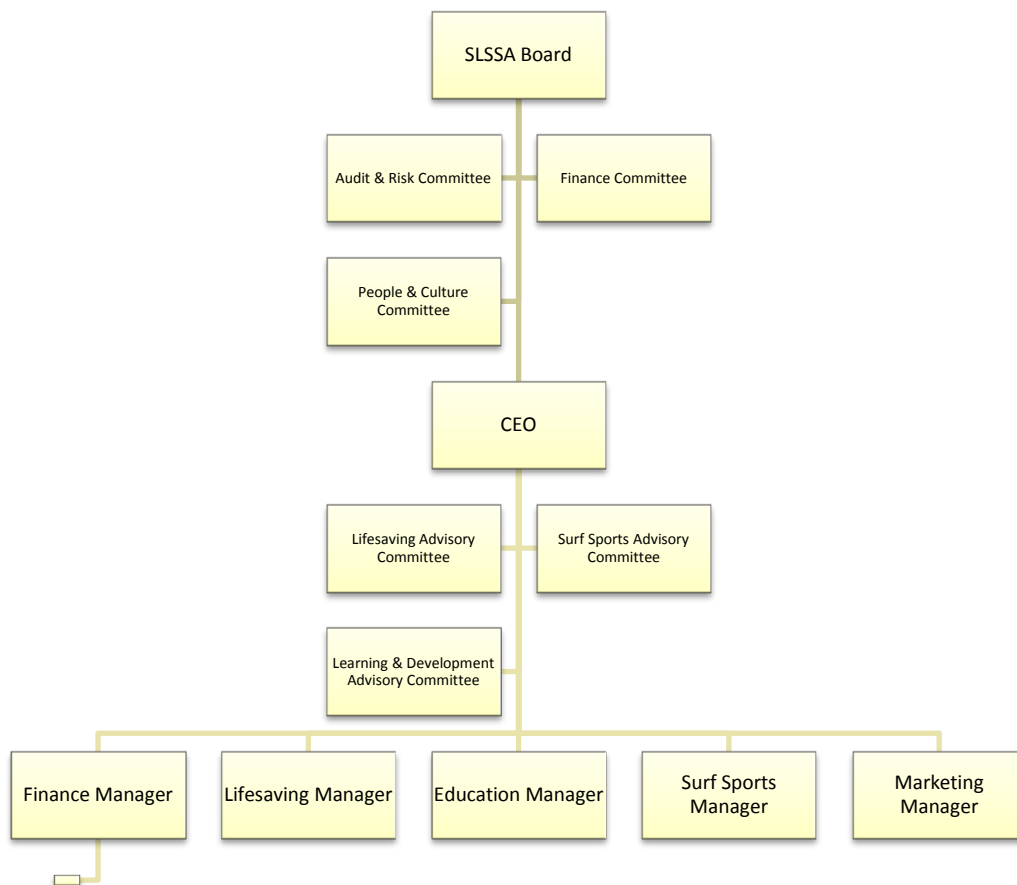 SLSSA Board
Audit & Risk Committee
Finance Committee
People & Culture
Committee
CEO
Lifesaving Advisory
Committee
Surf Sports Advisory
Committee
Learning & Development
Advisory Committee
Finance Manager
Lifesaving Manager
Education Manager
Surf Sports
Manager
Marketing
Manager